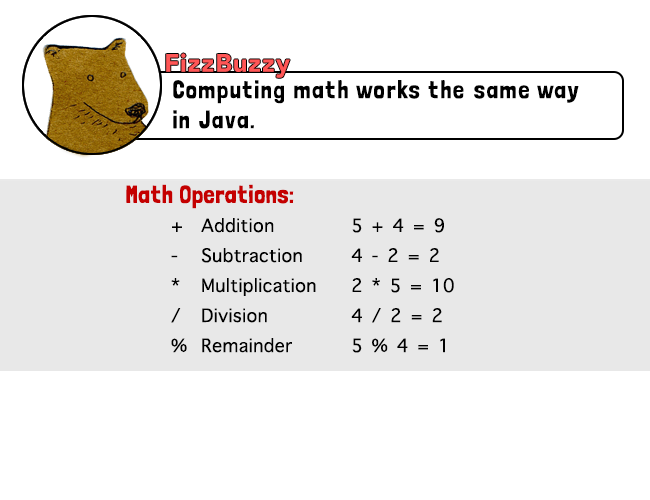 FizzBuzzy
Computing math works the same way
in Java.
Math Operations:
+ Addition 5 + 4 = 9
- Subtraction 4 - 2 = 2
* Multiplication 2 * 5 = 10
/ Division 4 / 2 = 2
% Remainder 5 % 4 = 1